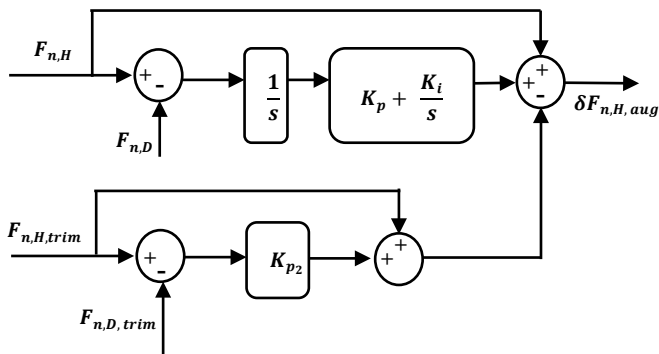 F_{n,H}
+
-
F_{n,D}
1/s
K_p + K_i/s
+
+
-
δF_{n,H,aug}
F_{n,H,trim}
+
-
F_{n,D,trim}
K_{p_2}
+
+